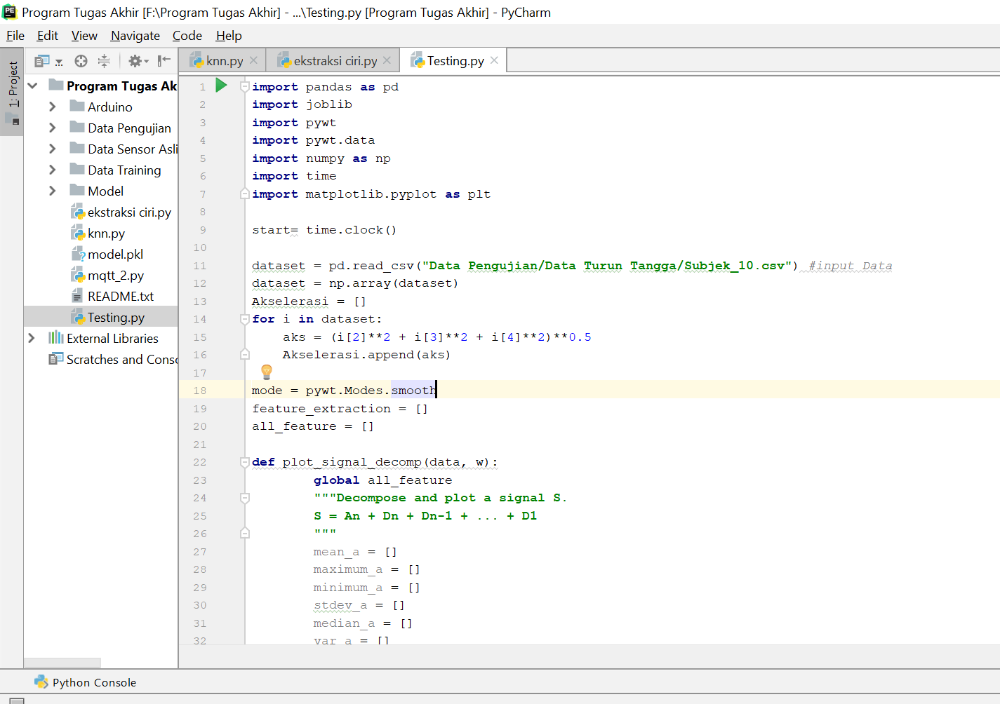 PE Program Tugas Akhir [F:\Program Tugas Akhir] - ...\Testing.py [Program Tugas Akhir] - PyCharm
File Edit View Navigate Code Help
1: Project
knn.py
ekstraksi ciri.py
Testing.py
Program Tugas Ak
Arduino
Data Pengujian
Data Sensor Asli
Data Training
Model
ekstraksi ciri.py
knn.py
model.pkl
mqtt_2.py
README.txt
Testing.py
External Libraries
Scratches and Conso
1 import pandas as pd
2 import joblib
3 import pywt
4 import pywt.data
5 import numpy as np
6 import time
7 import matplotlib.pyplot as plt
8
9 start= time.clock()
10
11 dataset = pd.read_csv("Data Pengujian/Data Turun Tangga/Subjek_10.csv") #input Data
12 dataset = np.array(dataset)
13 Akselerasi = []
14 for i in dataset:
15 aks = (i[2]**2 + i[3]**2 + i[4]**2)**0.5
16 Akselerasi.append(aks)
17
18 mode = pywt.Modes.smooth
19 feature_extraction = []
20 all_feature = []
21
22 def plot_signal_decomp(data, w):
23 global all_feature
24 """Decompose and plot a signal S.
25 S = An + Dn + Dn-1 + ... + D1
26 """
27 mean_a = []
28 maximum_a = []
29 minimum_a = []
30 stdev_a = []
31 median_a = []
32 var_a = []
Python Console